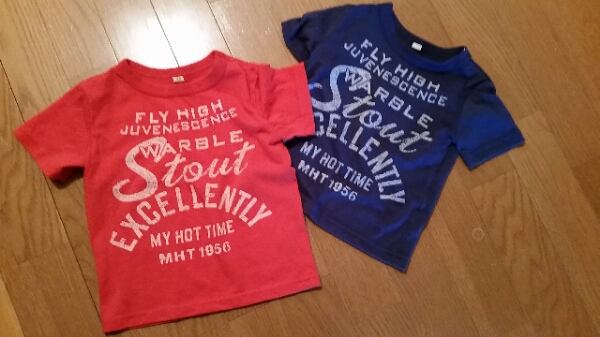 FLY HIGH
JUVENESCENCE
WARBLE
Stout
EXCELLENTLY
MY HOT TIME
MHT 1956
FLY HIGH
JUVENESCENCE
WARBLE
Stout
EXCELLENTLY
MY HOT TIME
MHT 1956